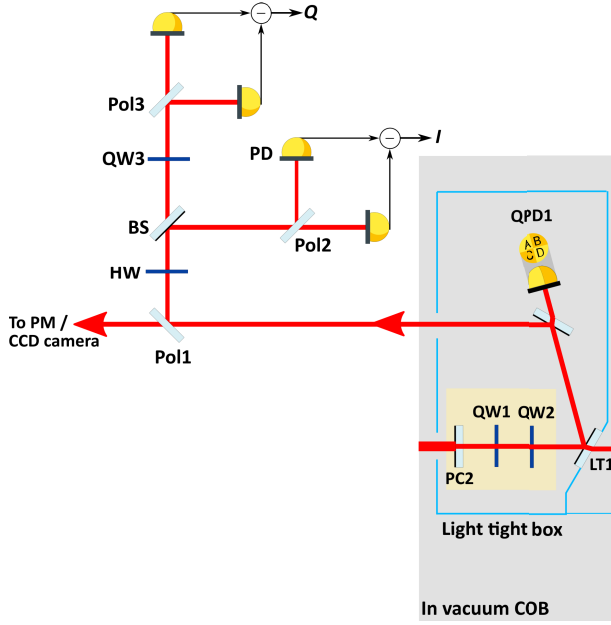 Q
Pol3
QW3
PD
I
BS
Pol2
HW
QPD1
A B
C D
To PM /
CCD camera
Pol1
QW1 QW2
PC2
LT1
Light tight box
In vacuum COB